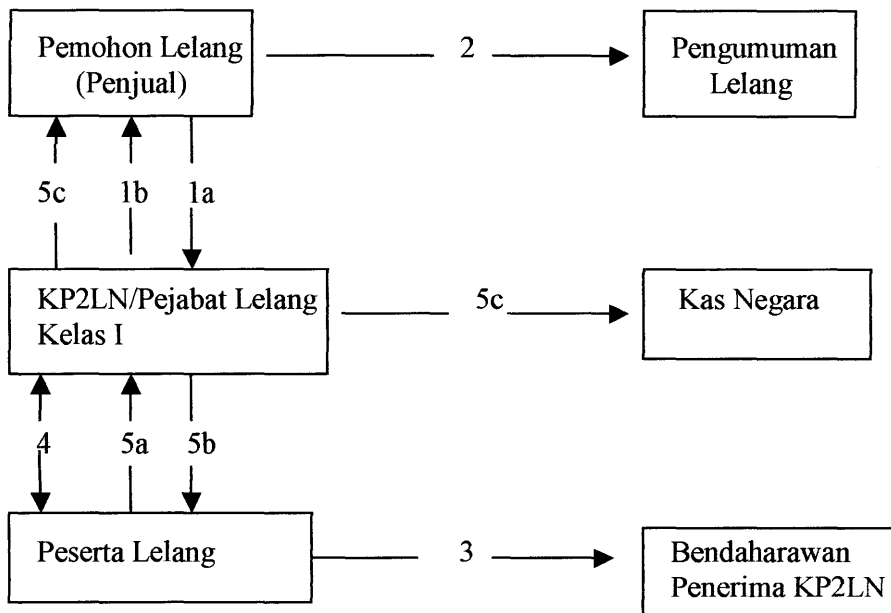 Pemohon Lelang
(Penjual)
2
Pengumuman
Lelang
5c
1b
1a
KP2LN/Pejabat Lelang
Kelas I
5c
Kas Negara
4
5a
5b
Peserta Lelang
3
Bendaharawan
Penerima KP2LN